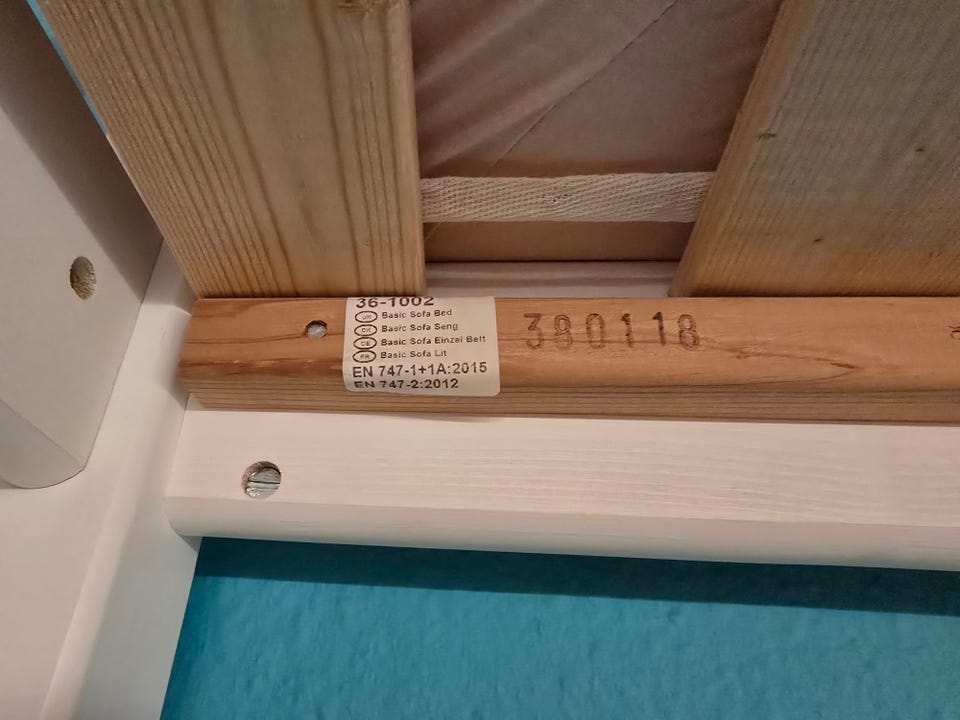 36-1002
UK Basic Sofa Bed
DK Basic Sofa Seng
DE Basic Sofa Einzel Bett
FR Basic Sofa Lit
EN 747-1+1A:2015
EN 747-2:2012
380118